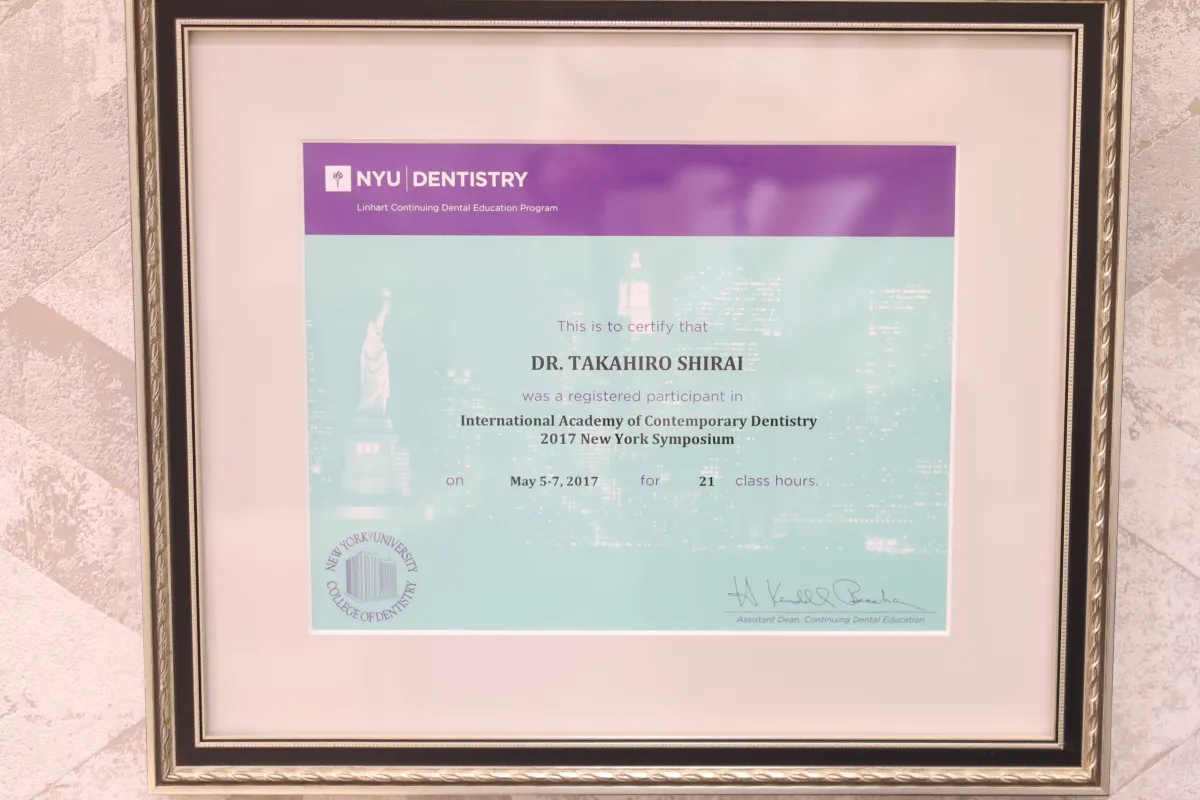 NYU | DENTISTRY
Linhart Continuing Dental Education Program
This is to certify that
DR. TAKAHIRO SHIRAI
was a registered participant in
International Academy of Contemporary Dentistry
2017 New York Symposium
on May 5-7, 2017 for 21 class hours.
NEW YORK UNIVERSITY
COLLEGE OF DENTISTRY
H Kendall
Assistant Dean, Continuing Dental Education